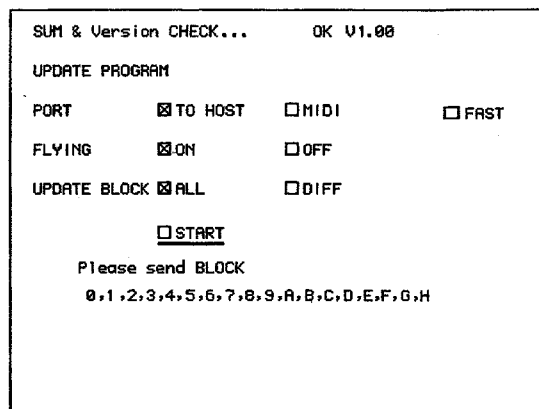 SUM & Version CHECK... OK V1.00
UPDATE PROGRAM
PORT ☒TO HOST ☐MIDI ☐FAST
FLYING ☒ON ☐OFF
UPDATE BLOCK ☒ALL ☐DIFF
☐START
Please send BLOCK
0,1,2,3,4,5,6,7,8,9,A,B,C,D,E,F,G,H